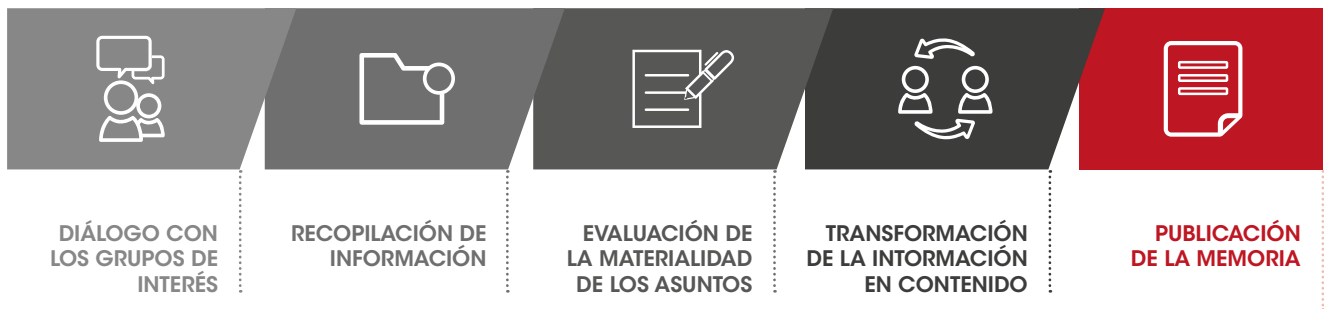 DIÁLOGO CON
LOS GRUPOS DE
INTERÉS
RECOPILACIÓN DE
INFORMACIÓN
EVALUACIÓN DE
LA MATERIALIDAD
DE LOS ASUNTOS
TRANSFORMACIÓN
DE LA INTORMACIÓN
EN CONTENIDO
PUBLICACIÓN
DE LA MEMORIA